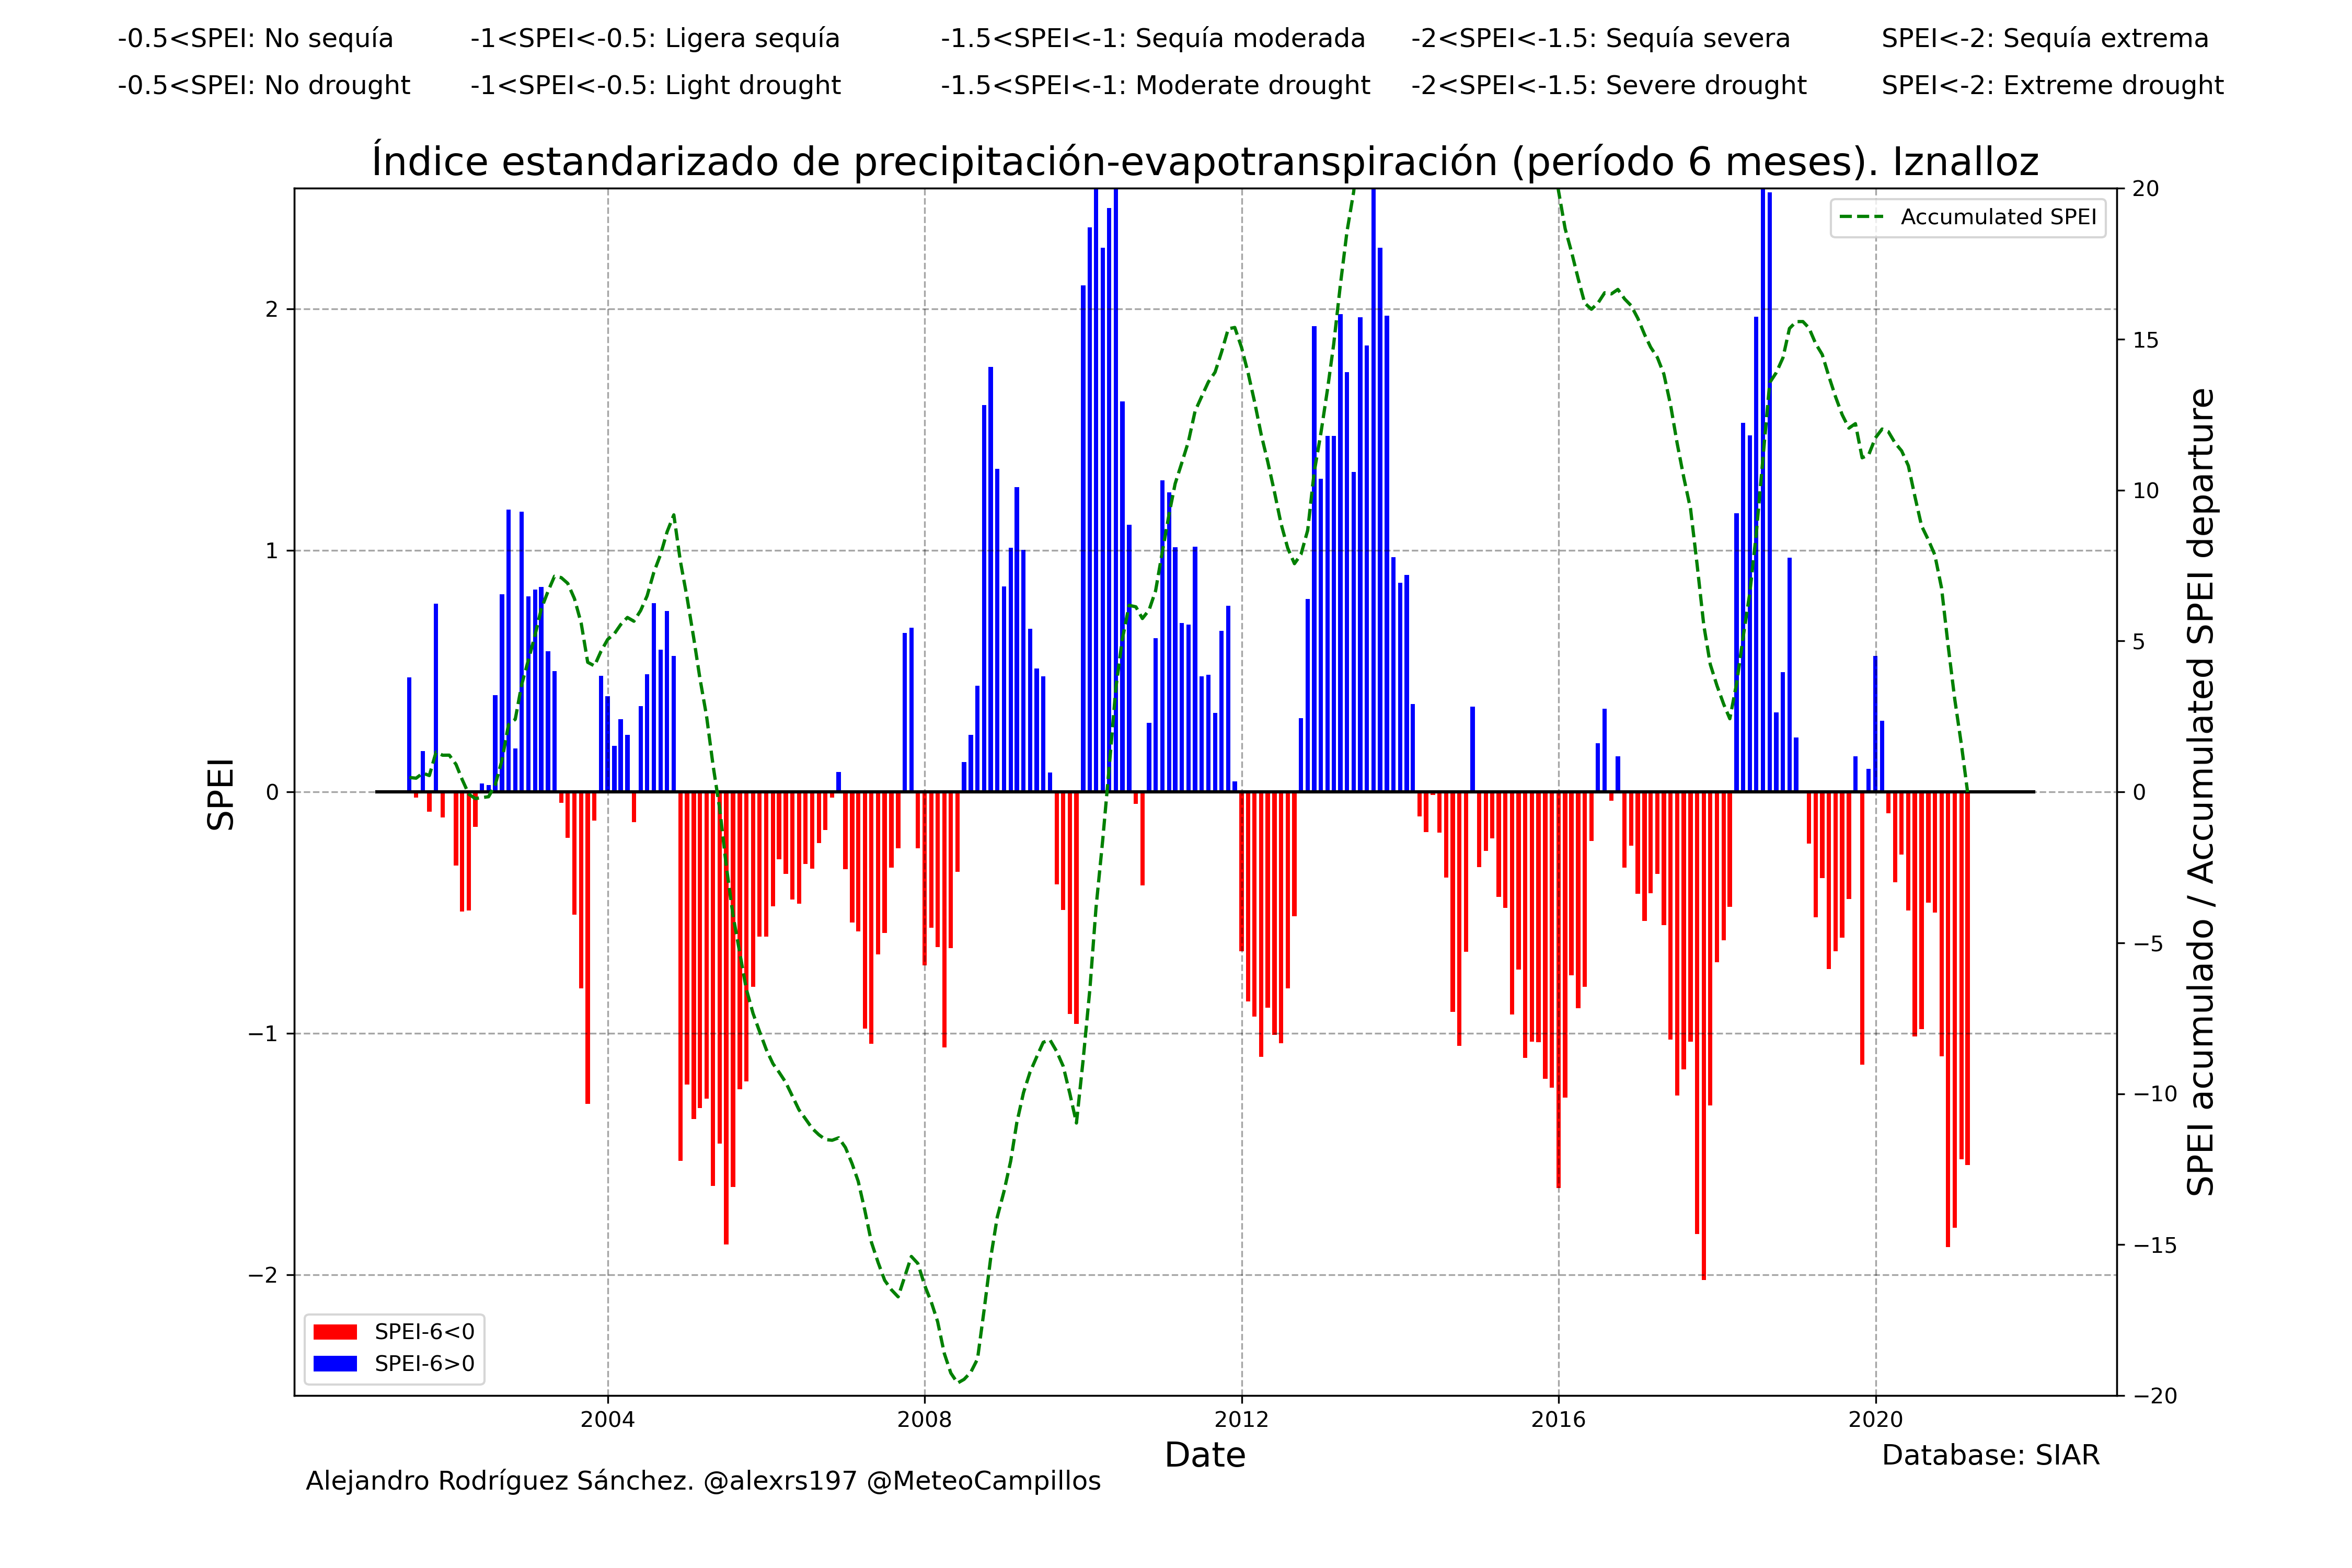 -0.5<SPEI: No sequía -1<SPEI<-0.5: Ligera sequía -1.5<SPEI<-1: Sequía moderada -2<SPEI<-1.5: Sequía severa SPEI<-2: Sequía extrema
-0.5<SPEI: No drought -1<SPEI<-0.5: Light drought -1.5<SPEI<-1: Moderate drought -2<SPEI<-1.5: Severe drought SPEI<-2: Extreme drought
Índice estandarizado de precipitación-evapotranspiración (período 6 meses). Iznalloz
Accumulated SPEI
SPEI
2
1
0
−1
−2
20
15
10
5
0
−5
−10
−15
−20
SPEI acumulado / Accumulated SPEI departure
SPEI-6<0
SPEI-6>0
2004 2008 2012 2016 2020
Date
Database: SIAR
Alejandro Rodríguez Sánchez. @alexrs197 @MeteoCampillos